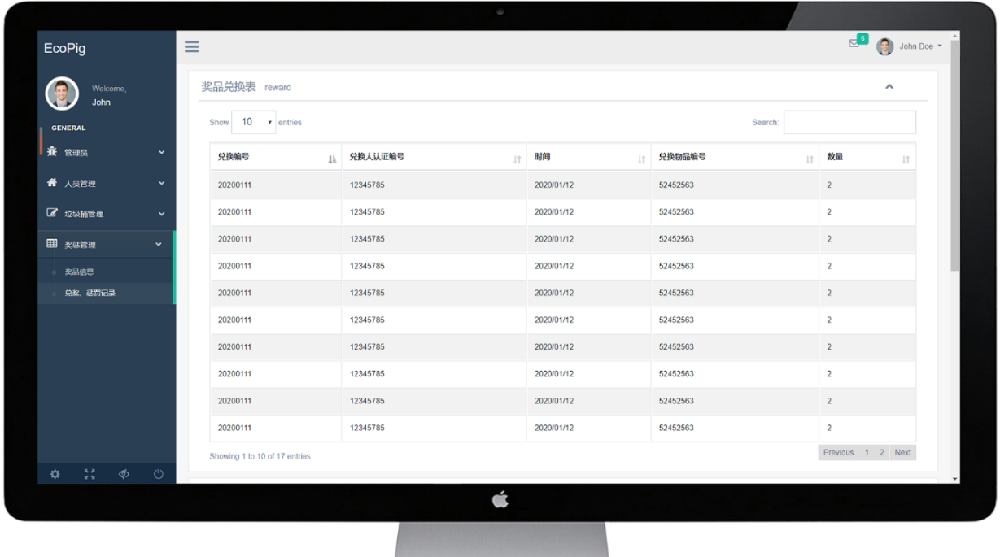 EcoPig
6
John Doe
Welcome,
John
GENERAL
管理员
人员管理
垃圾桶管理
奖惩管理
奖品信息
兑奖、惩罚记录
奖品兑换表 reward
Show 10 entries
Search:
兑换编号 兑换人认证编号 时间 兑换物品编号 数量
20200111 12345785 2020/01/12 52452563 2
20200111 12345785 2020/01/12 52452563 2
20200111 12345785 2020/01/12 52452563 2
20200111 12345785 2020/01/12 52452563 2
20200111 12345785 2020/01/12 52452563 2
20200111 12345785 2020/01/12 52452563 2
20200111 12345785 2020/01/12 52452563 2
20200111 12345785 2020/01/12 52452563 2
20200111 12345785 2020/01/12 52452563 2
20200111 12345785 2020/01/12 52452563 2
Showing 1 to 10 of 17 entries
Previous 1 2 Next